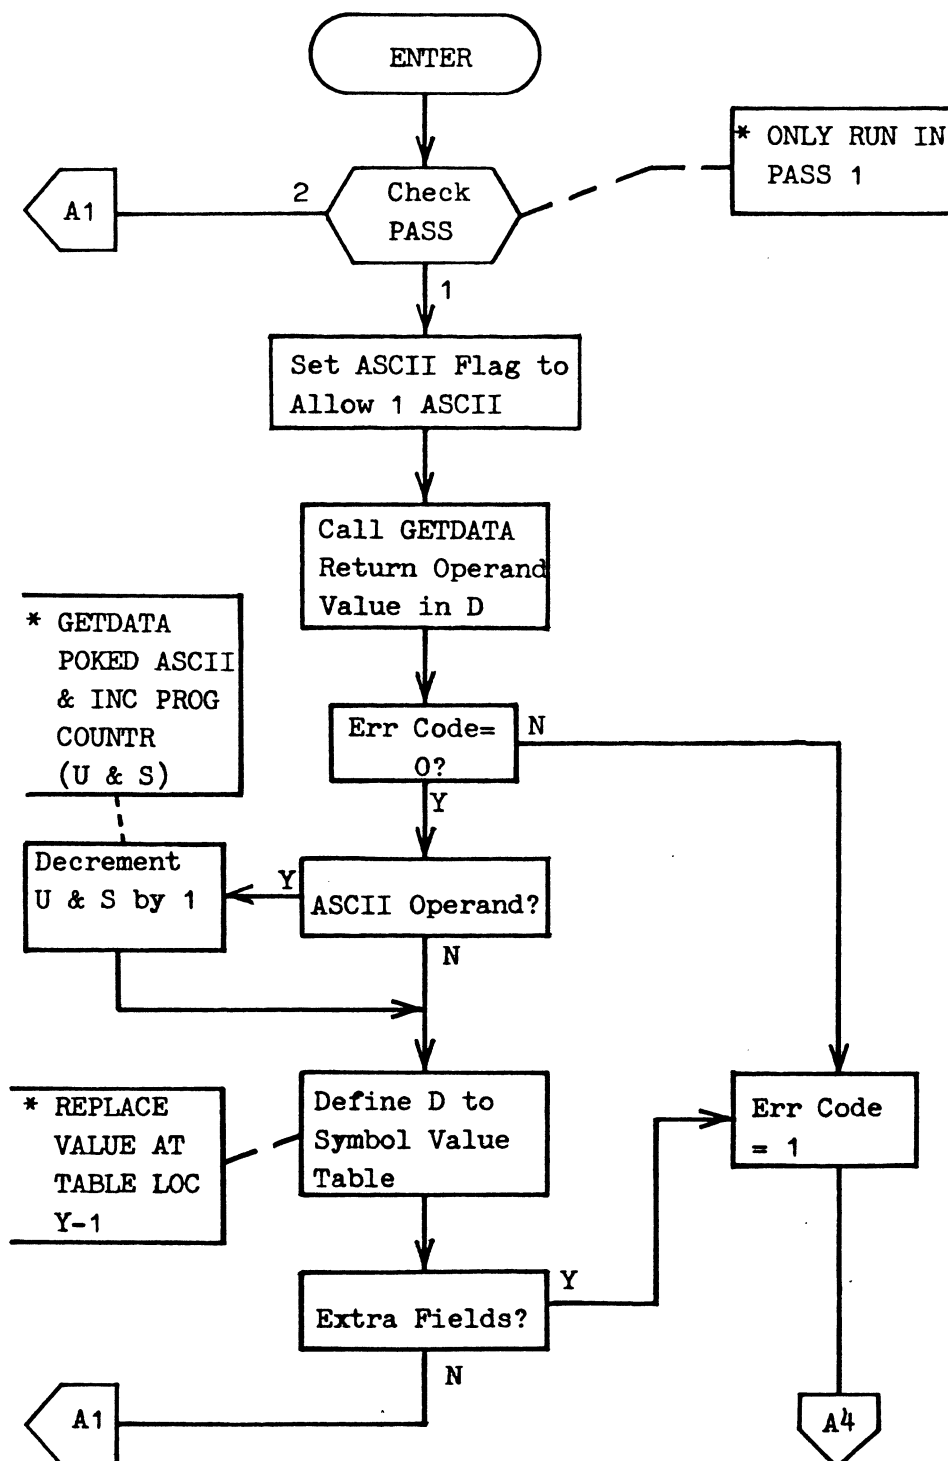 ENTER
* ONLY RUN IN
PASS 1
Check
PASS
2
A1
1
Set ASCII Flag to
Allow 1 ASCII
Call GETDATA
Return Operand
Value in D
* GETDATA
POKED ASCII
& INC PROG
COUNTR
(U & S)
Err Code=
0?
N
Y
Decrement
U & S by 1
Y
ASCII Operand?
N
* REPLACE
VALUE AT
TABLE LOC
Y-1
Define D to
Symbol Value
Table
Err Code
= 1
Extra Fields?
Y
N
A1
A4